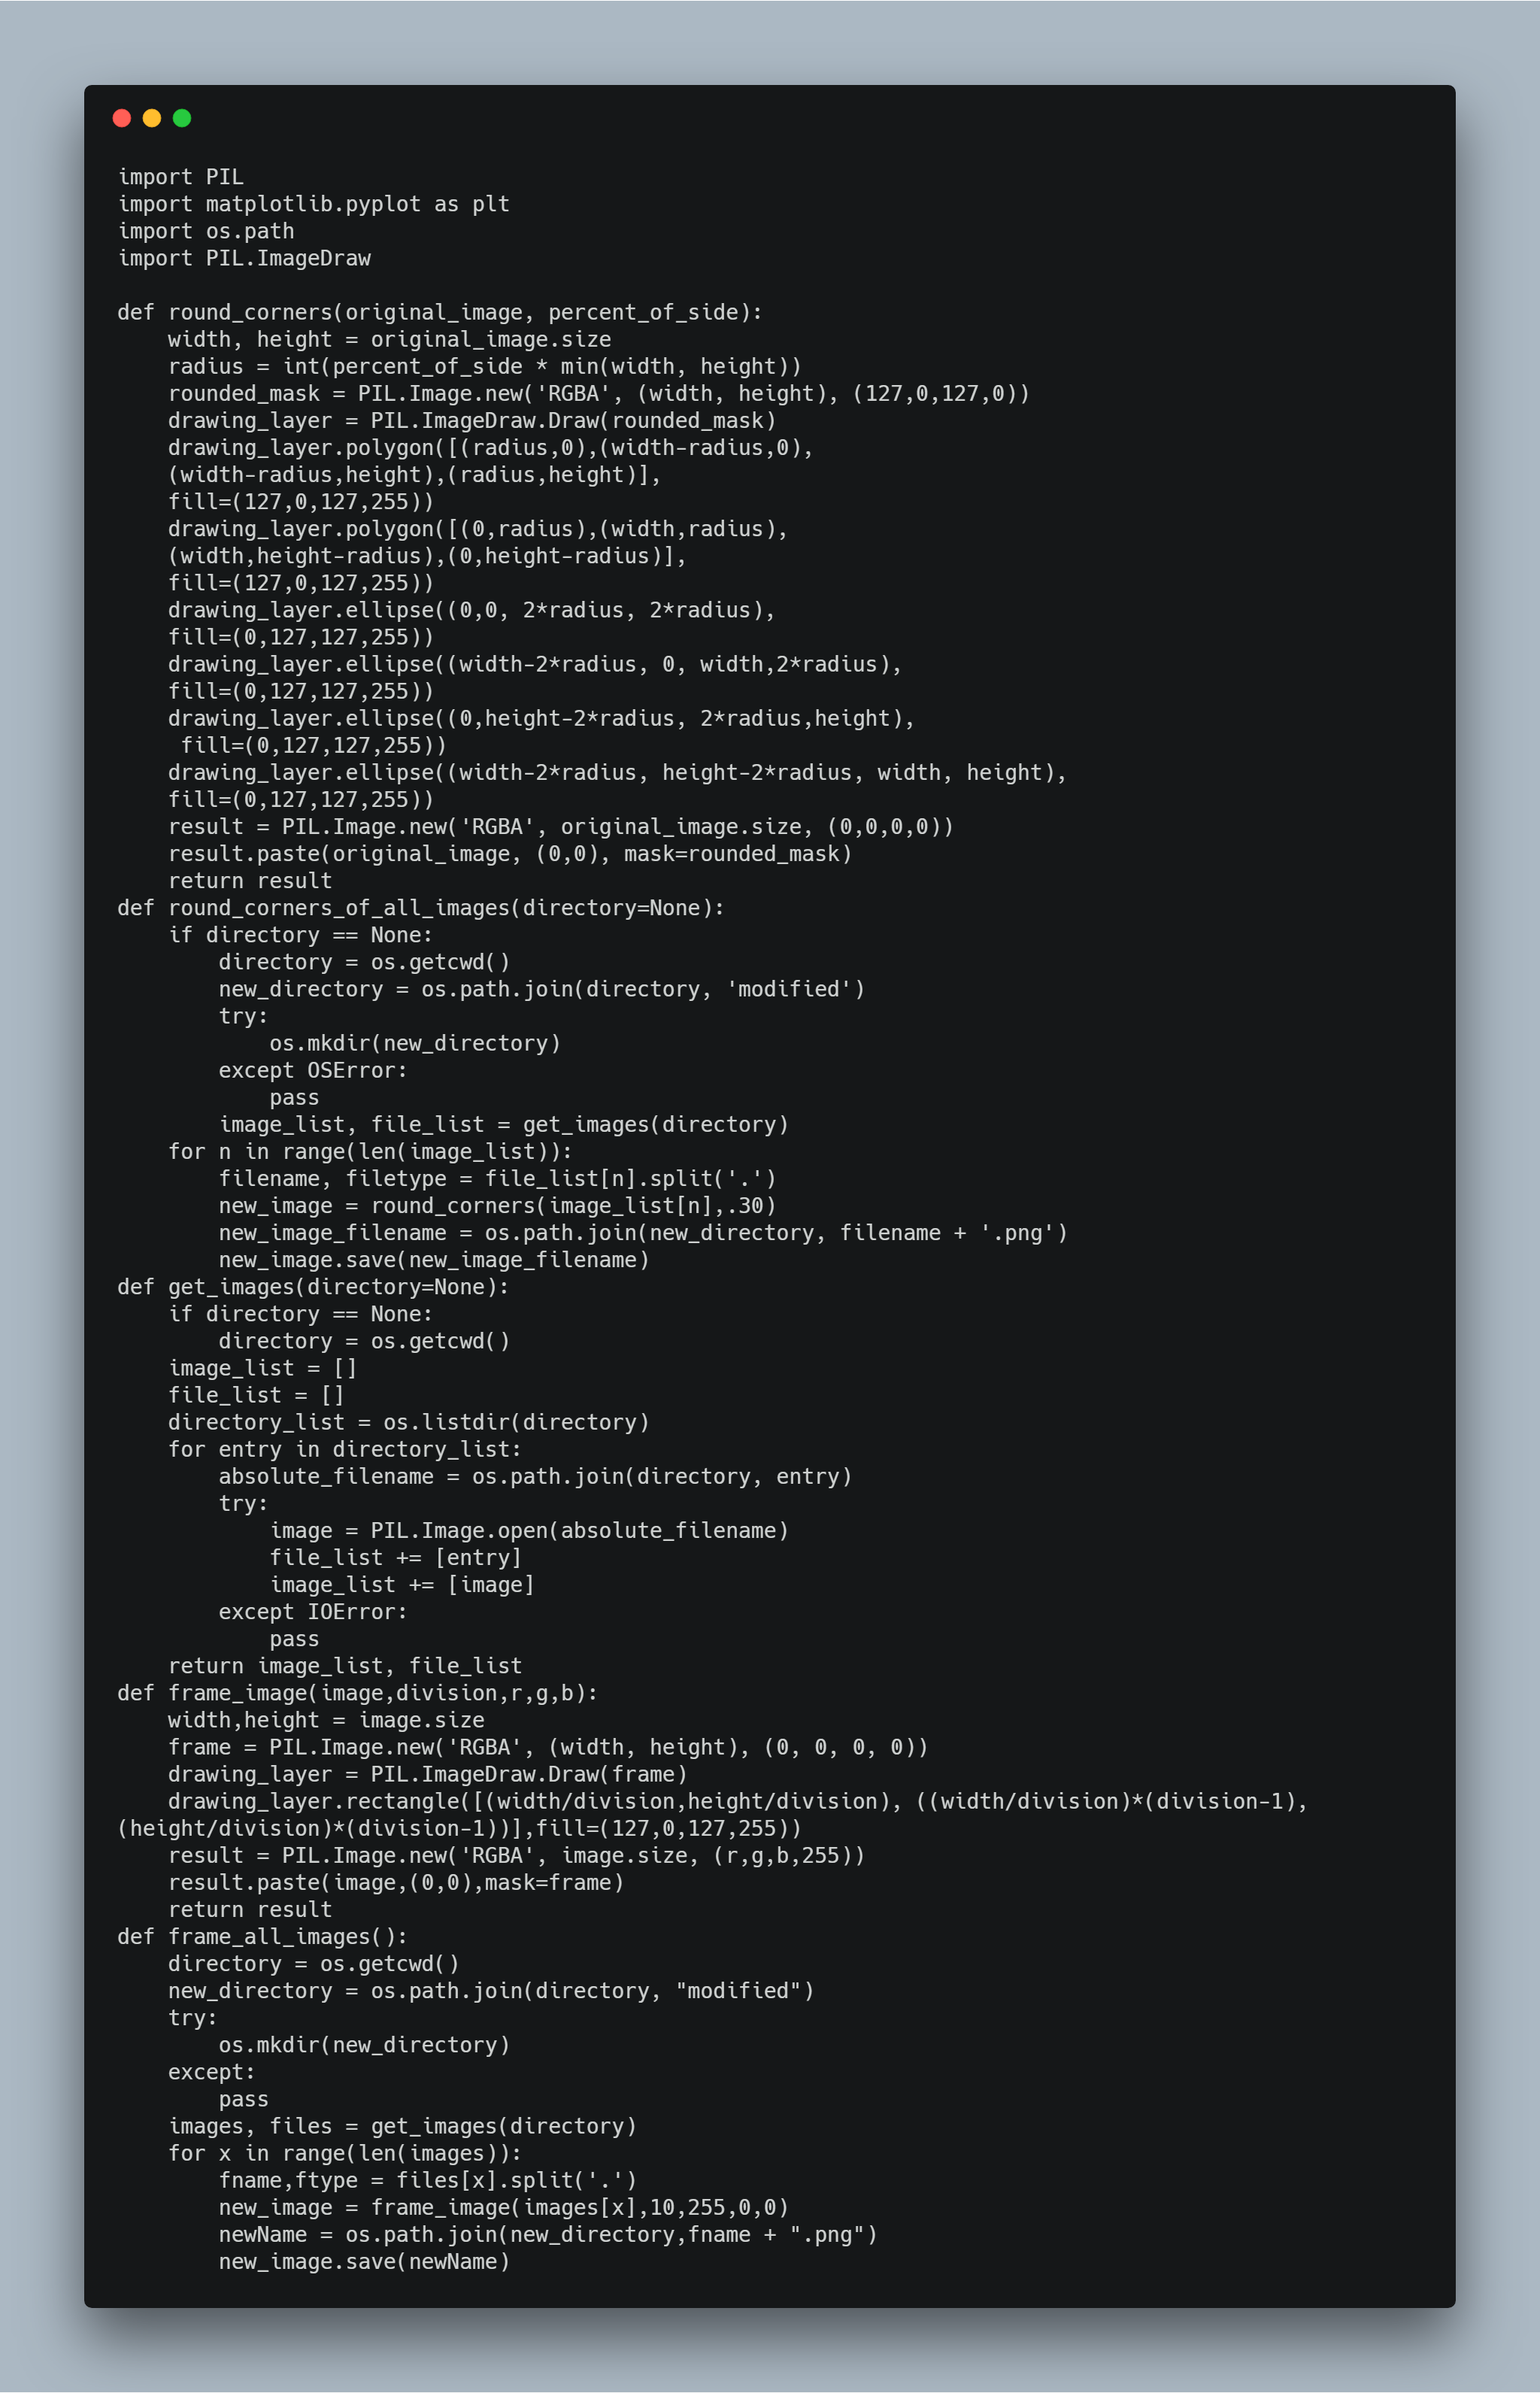 import PIL
import matplotlib.pyplot as plt
import os.path
import PIL.ImageDraw

def round_corners(original_image, percent_of_side):
    width, height = original_image.size
    radius = int(percent_of_side * min(width, height))
    rounded_mask = PIL.Image.new('RGBA', (width, height), (127,0,127,0))
    drawing_layer = PIL.ImageDraw.Draw(rounded_mask)
    drawing_layer.polygon([(radius,0),(width-radius,0),
    (width-radius,height),(radius,height)],
    fill=(127,0,127,255))
    drawing_layer.polygon([(0,radius),(width,radius),
    (width,height-radius),(0,height-radius)],
    fill=(127,0,127,255))
    drawing_layer.ellipse((0,0, 2*radius, 2*radius),
    fill=(0,127,127,255))
    drawing_layer.ellipse((width-2*radius, 0, width,2*radius),
    fill=(0,127,127,255))
    drawing_layer.ellipse((0,height-2*radius, 2*radius,height),
     fill=(0,127,127,255))
    drawing_layer.ellipse((width-2*radius, height-2*radius, width, height),
    fill=(0,127,127,255))
    result = PIL.Image.new('RGBA', original_image.size, (0,0,0,0))
    result.paste(original_image, (0,0), mask=rounded_mask)
    return result
def round_corners_of_all_images(directory=None):
    if directory == None:
        directory = os.getcwd()
        new_directory = os.path.join(directory, 'modified')
        try:
            os.mkdir(new_directory)
        except OSError:
            pass
        image_list, file_list = get_images(directory)
    for n in range(len(image_list)):
        filename, filetype = file_list[n].split('.')
        new_image = round_corners(image_list[n],.30)
        new_image_filename = os.path.join(new_directory, filename + '.png')
        new_image.save(new_image_filename)
def get_images(directory=None):
    if directory == None:
        directory = os.getcwd()
    image_list = []
    file_list = []
    directory_list = os.listdir(directory)
    for entry in directory_list:
        absolute_filename = os.path.join(directory, entry)
        try:
            image = PIL.Image.open(absolute_filename)
            file_list += [entry]
            image_list += [image]
        except IOError:
            pass
    return image_list, file_list
def frame_image(image,division,r,g,b):
    width,height = image.size
    frame = PIL.Image.new('RGBA', (width, height), (0, 0, 0, 0))
    drawing_layer = PIL.ImageDraw.Draw(frame)
    drawing_layer.rectangle([(width/division,height/division), ((width/division)*(division-1),
(height/division)*(division-1))],fill=(127,0,127,255))
    result = PIL.Image.new('RGBA', image.size, (r,g,b,255))
    result.paste(image,(0,0),mask=frame)
    return result
def frame_all_images():
    directory = os.getcwd()
    new_directory = os.path.join(directory, "modified")
    try:
        os.mkdir(new_directory)
    except:
        pass
    images, files = get_images(directory)
    for x in range(len(images)):
        fname,ftype = files[x].split('.')
        new_image = frame_image(images[x],10,255,0,0)
        newName = os.path.join(new_directory,fname + ".png")
        new_image.save(newName)